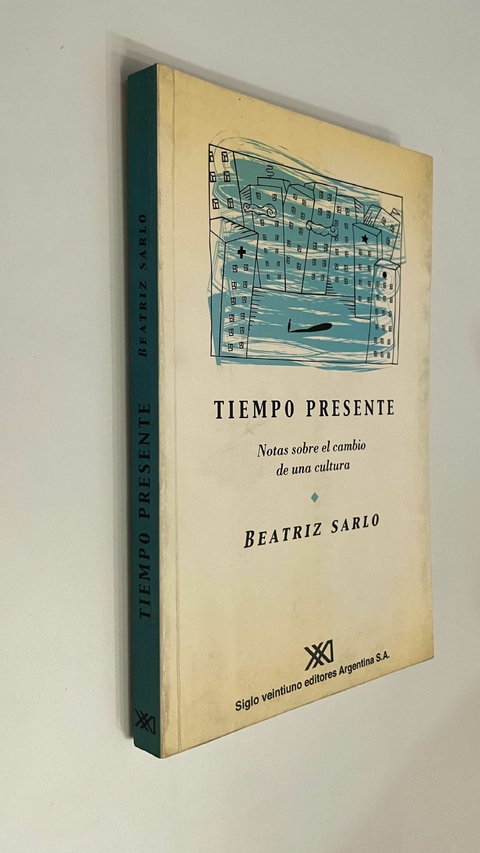 TIEMPO PRESENTE
Notas sobre el cambio
de una cultura
BEATRIZ SARLO
Siglo veintiuno editores Argentina S.A.
TIEMPO PRESENTE BEATRIZ SARLO